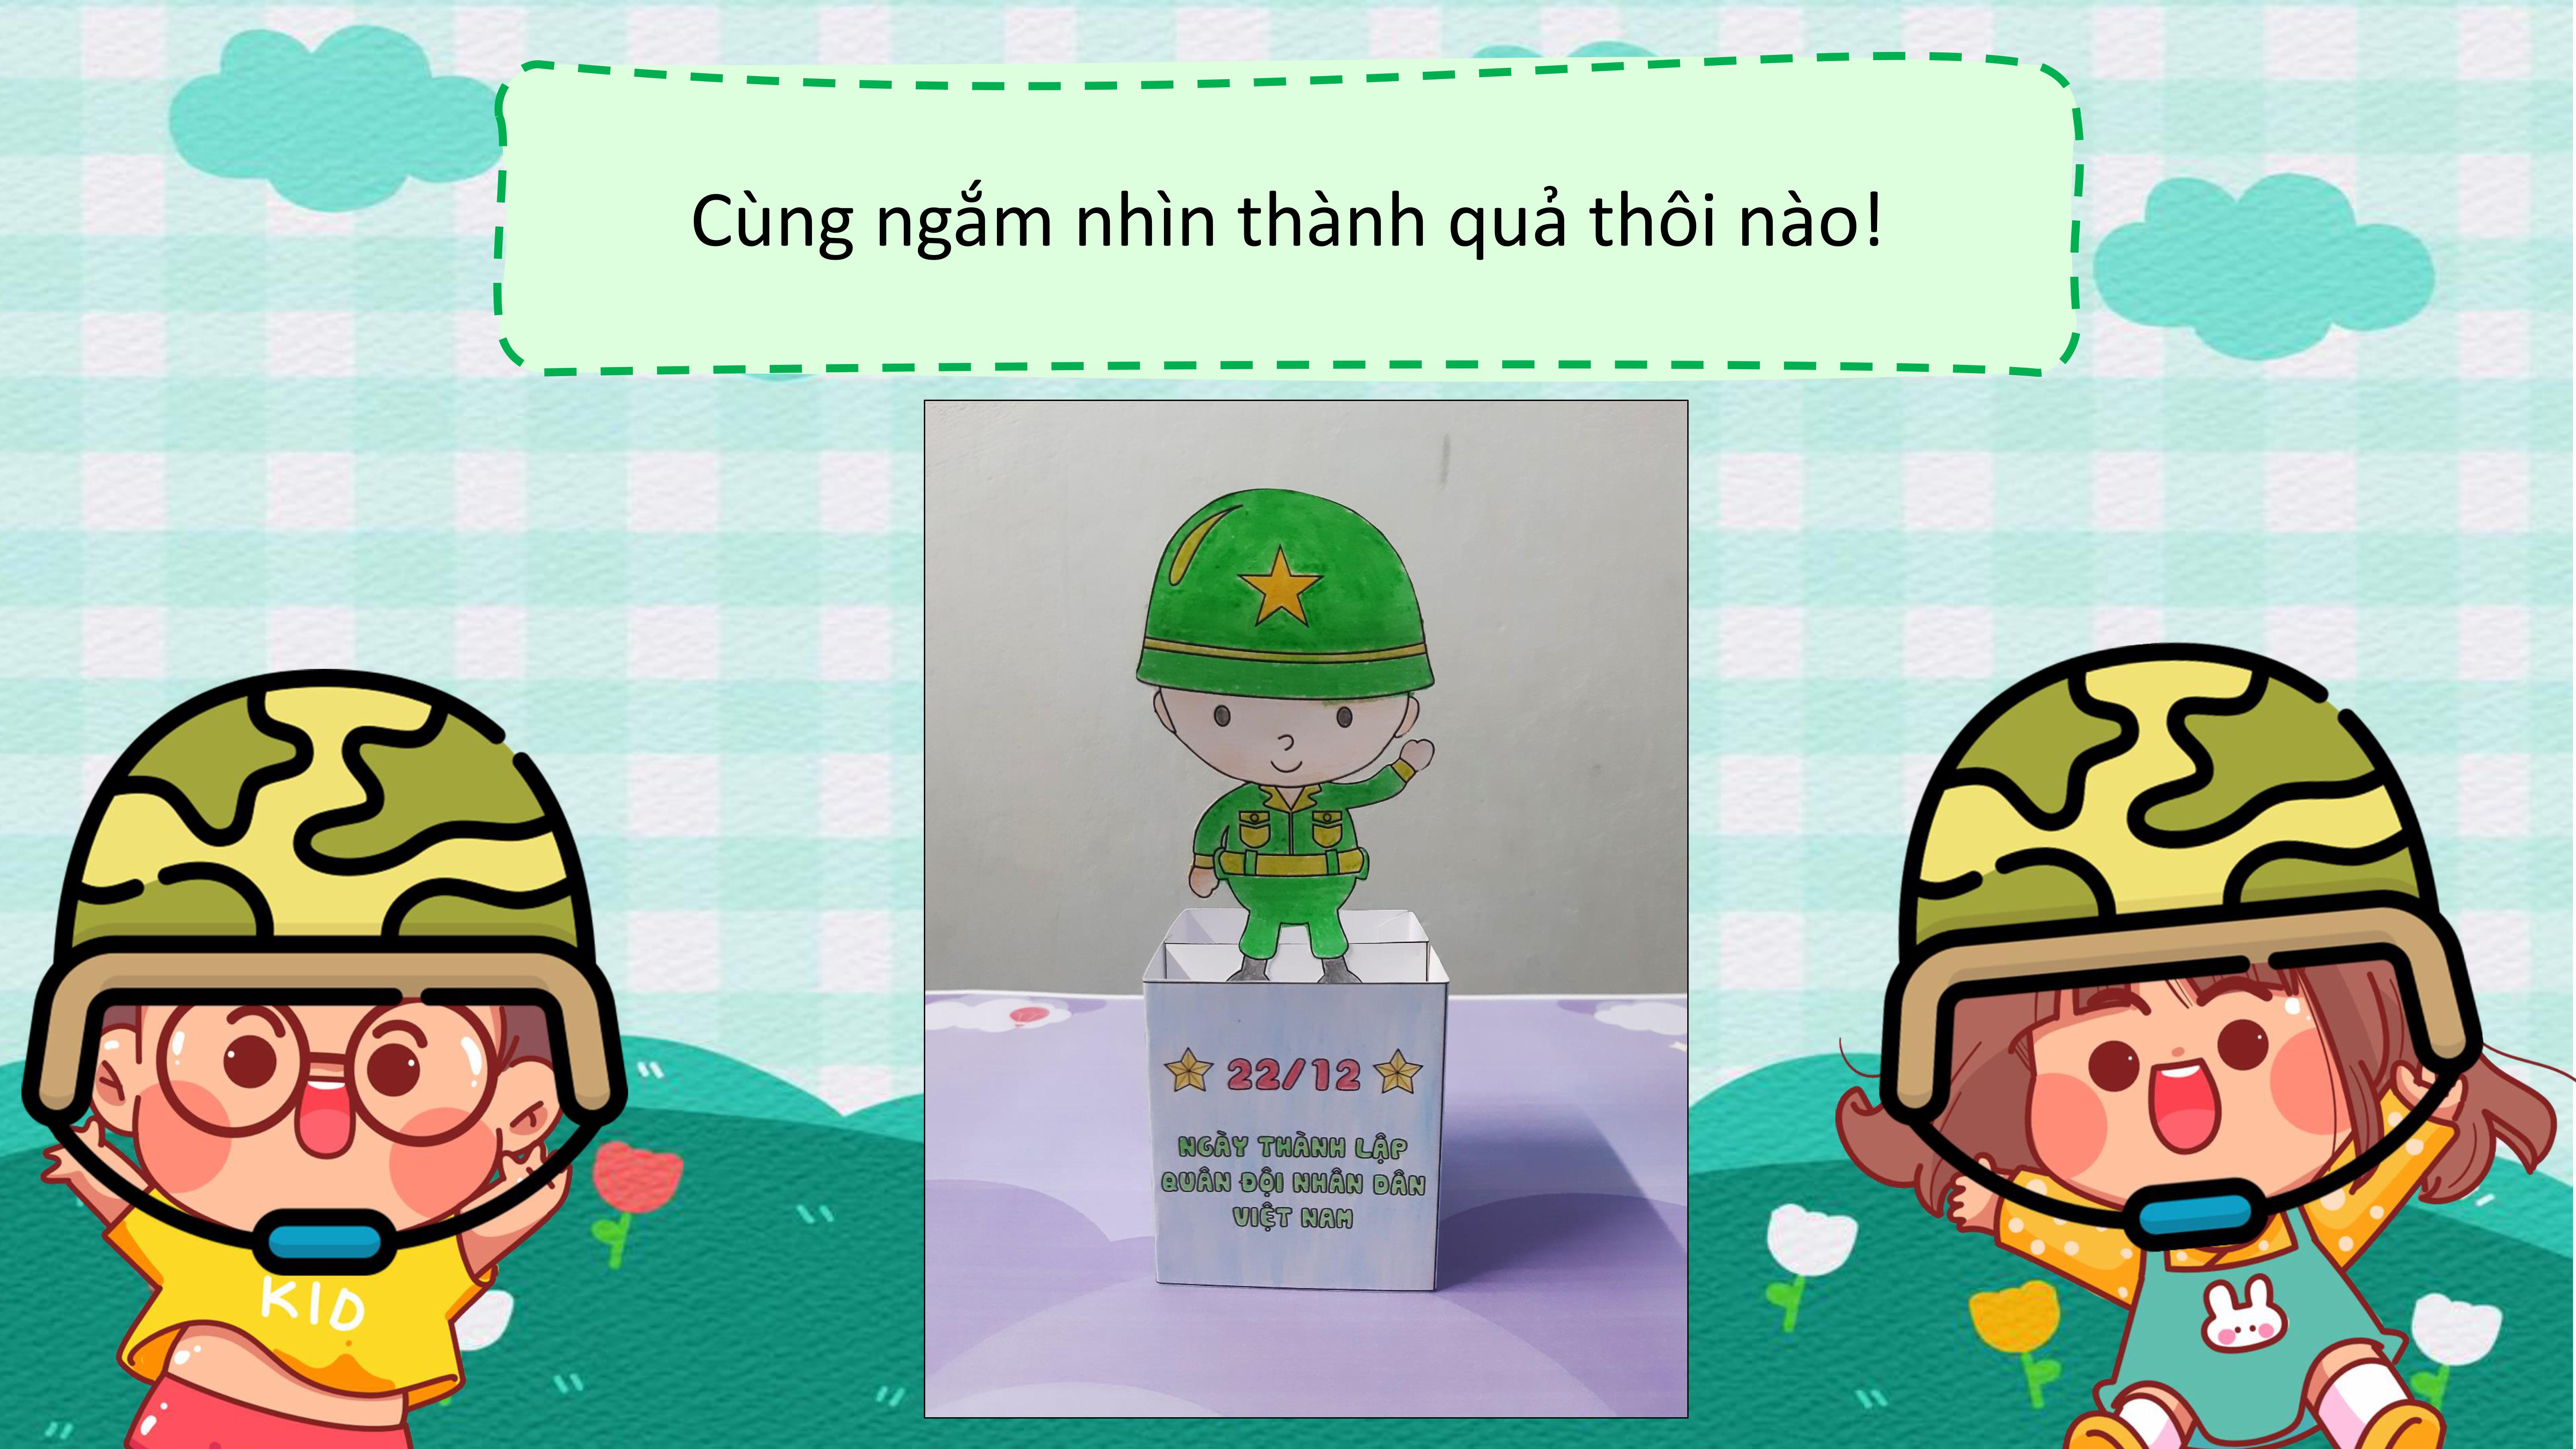 Cùng ngắm nhìn thành quả thôi nào!
22/12
NGÀY THÀNH LẬP
QUÂN ĐỘI NHÂN DÂN
VIỆT NAM
KID